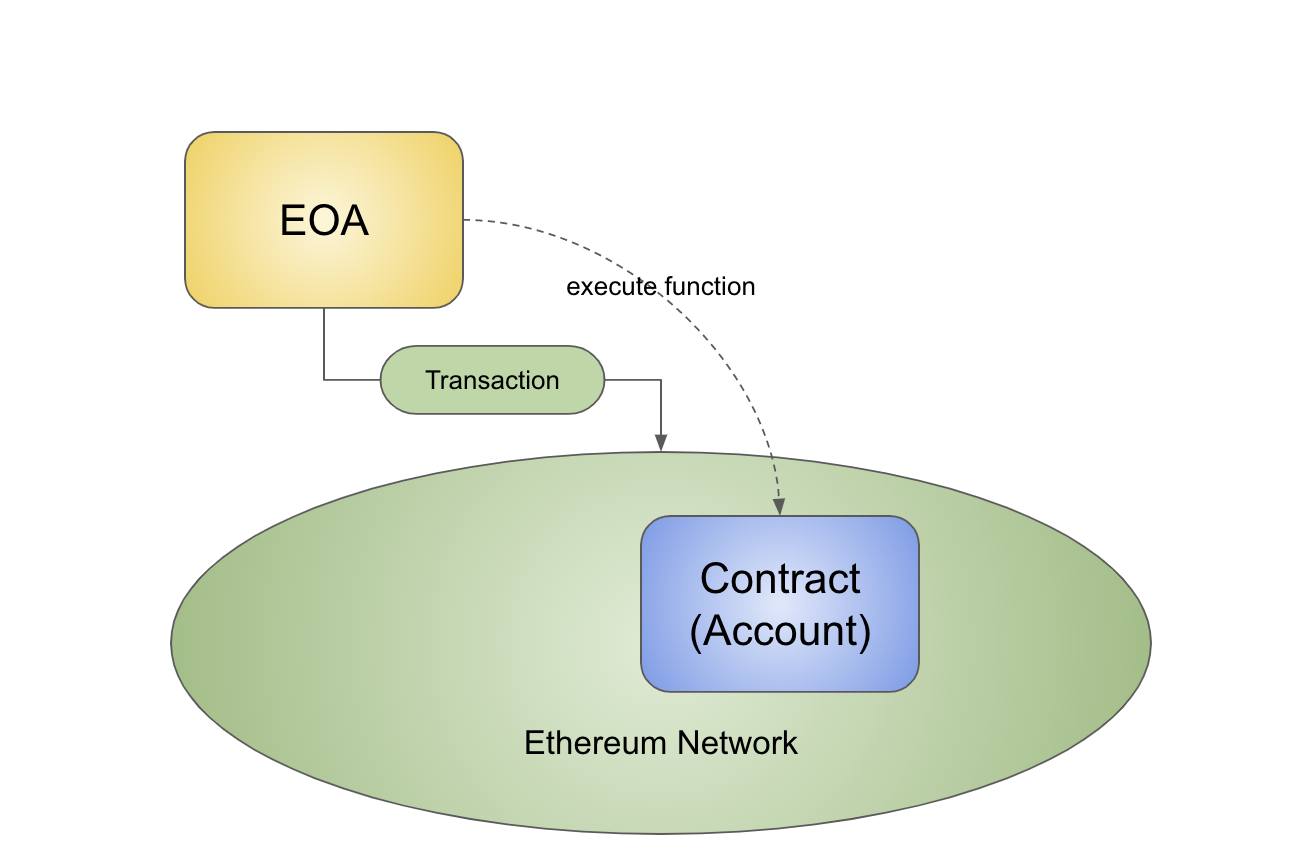 EOA
execute function
Transaction
Contract
(Account)
Ethereum Network